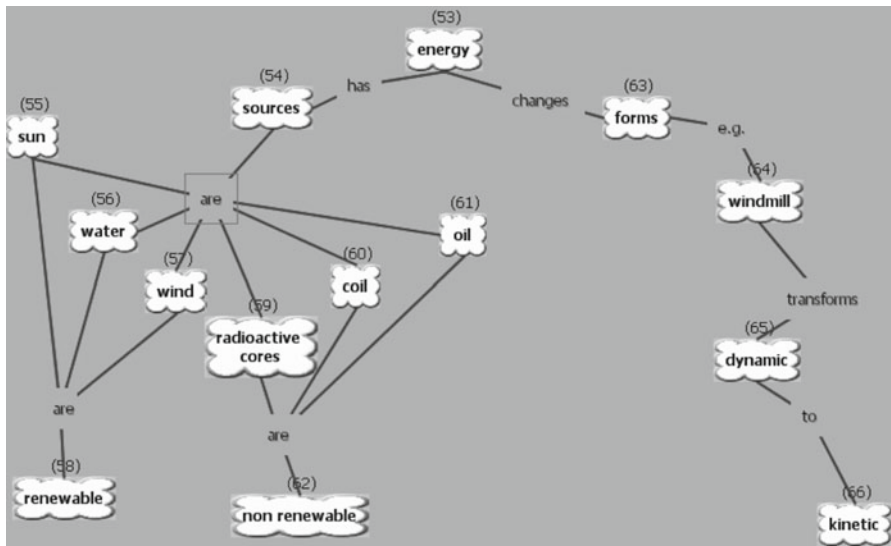 (53)
energy
has
(54)
sources
changes
(63)
forms
e.g.
(55)
sun
are
(64)
windmill
(56)
water
(61)
oil
(57)
wind
(60)
coil
transforms
(59)
radioactive
cores
(65)
dynamic
are
are
to
(58)
renewable
(62)
non renewable
(66)
kinetic